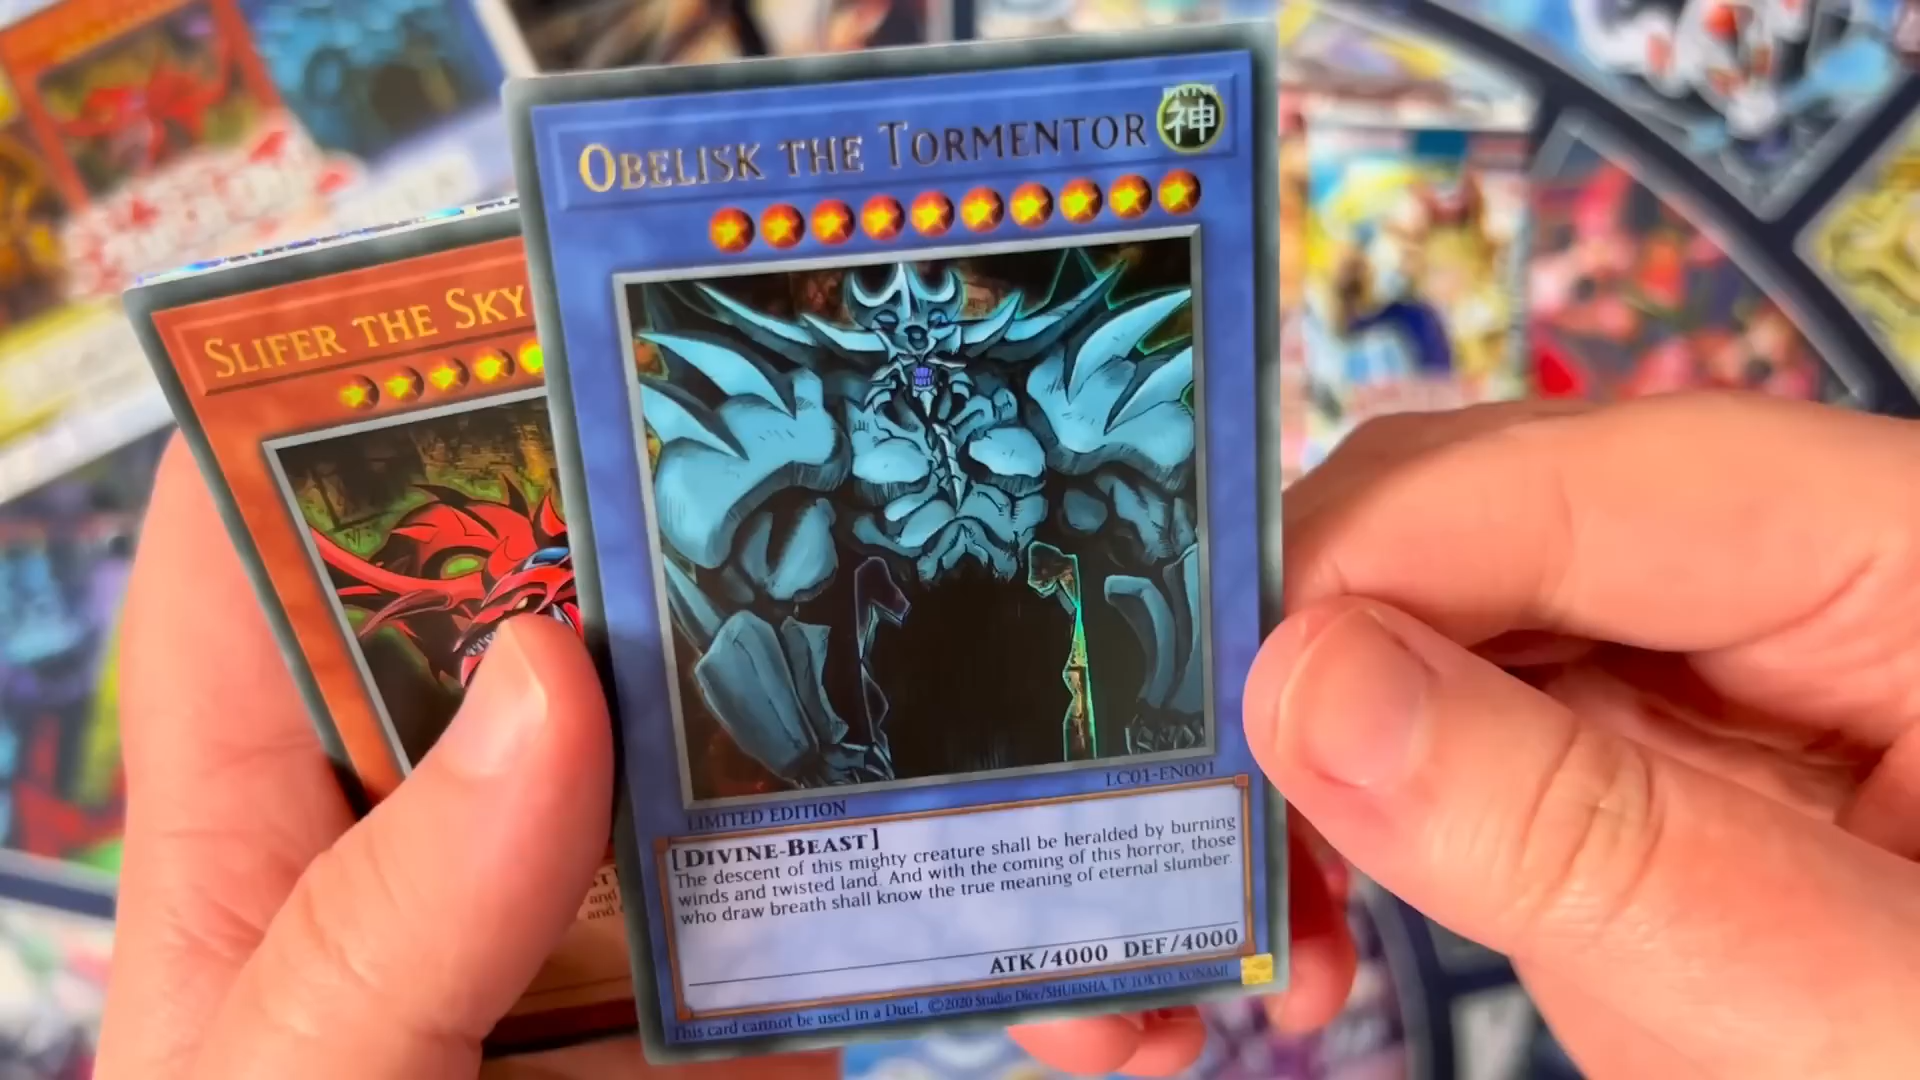 OBELISK THE TORMENTOR
DIVINE
神
SLIFER THE SKY
LC01-EN001
LIMITED EDITION
[DIVINE-BEAST]
The descent of this mighty creature shall be heralded by burning
winds and twisted land. And with the coming of this horror, those
who draw breath shall know the true meaning of eternal slumber.
ATK/4000 DEF/4000
This card cannot be used in a Duel. ©2020 Studio Dice/SHUEISHA, TV TOKYO, KONAMI
and
and